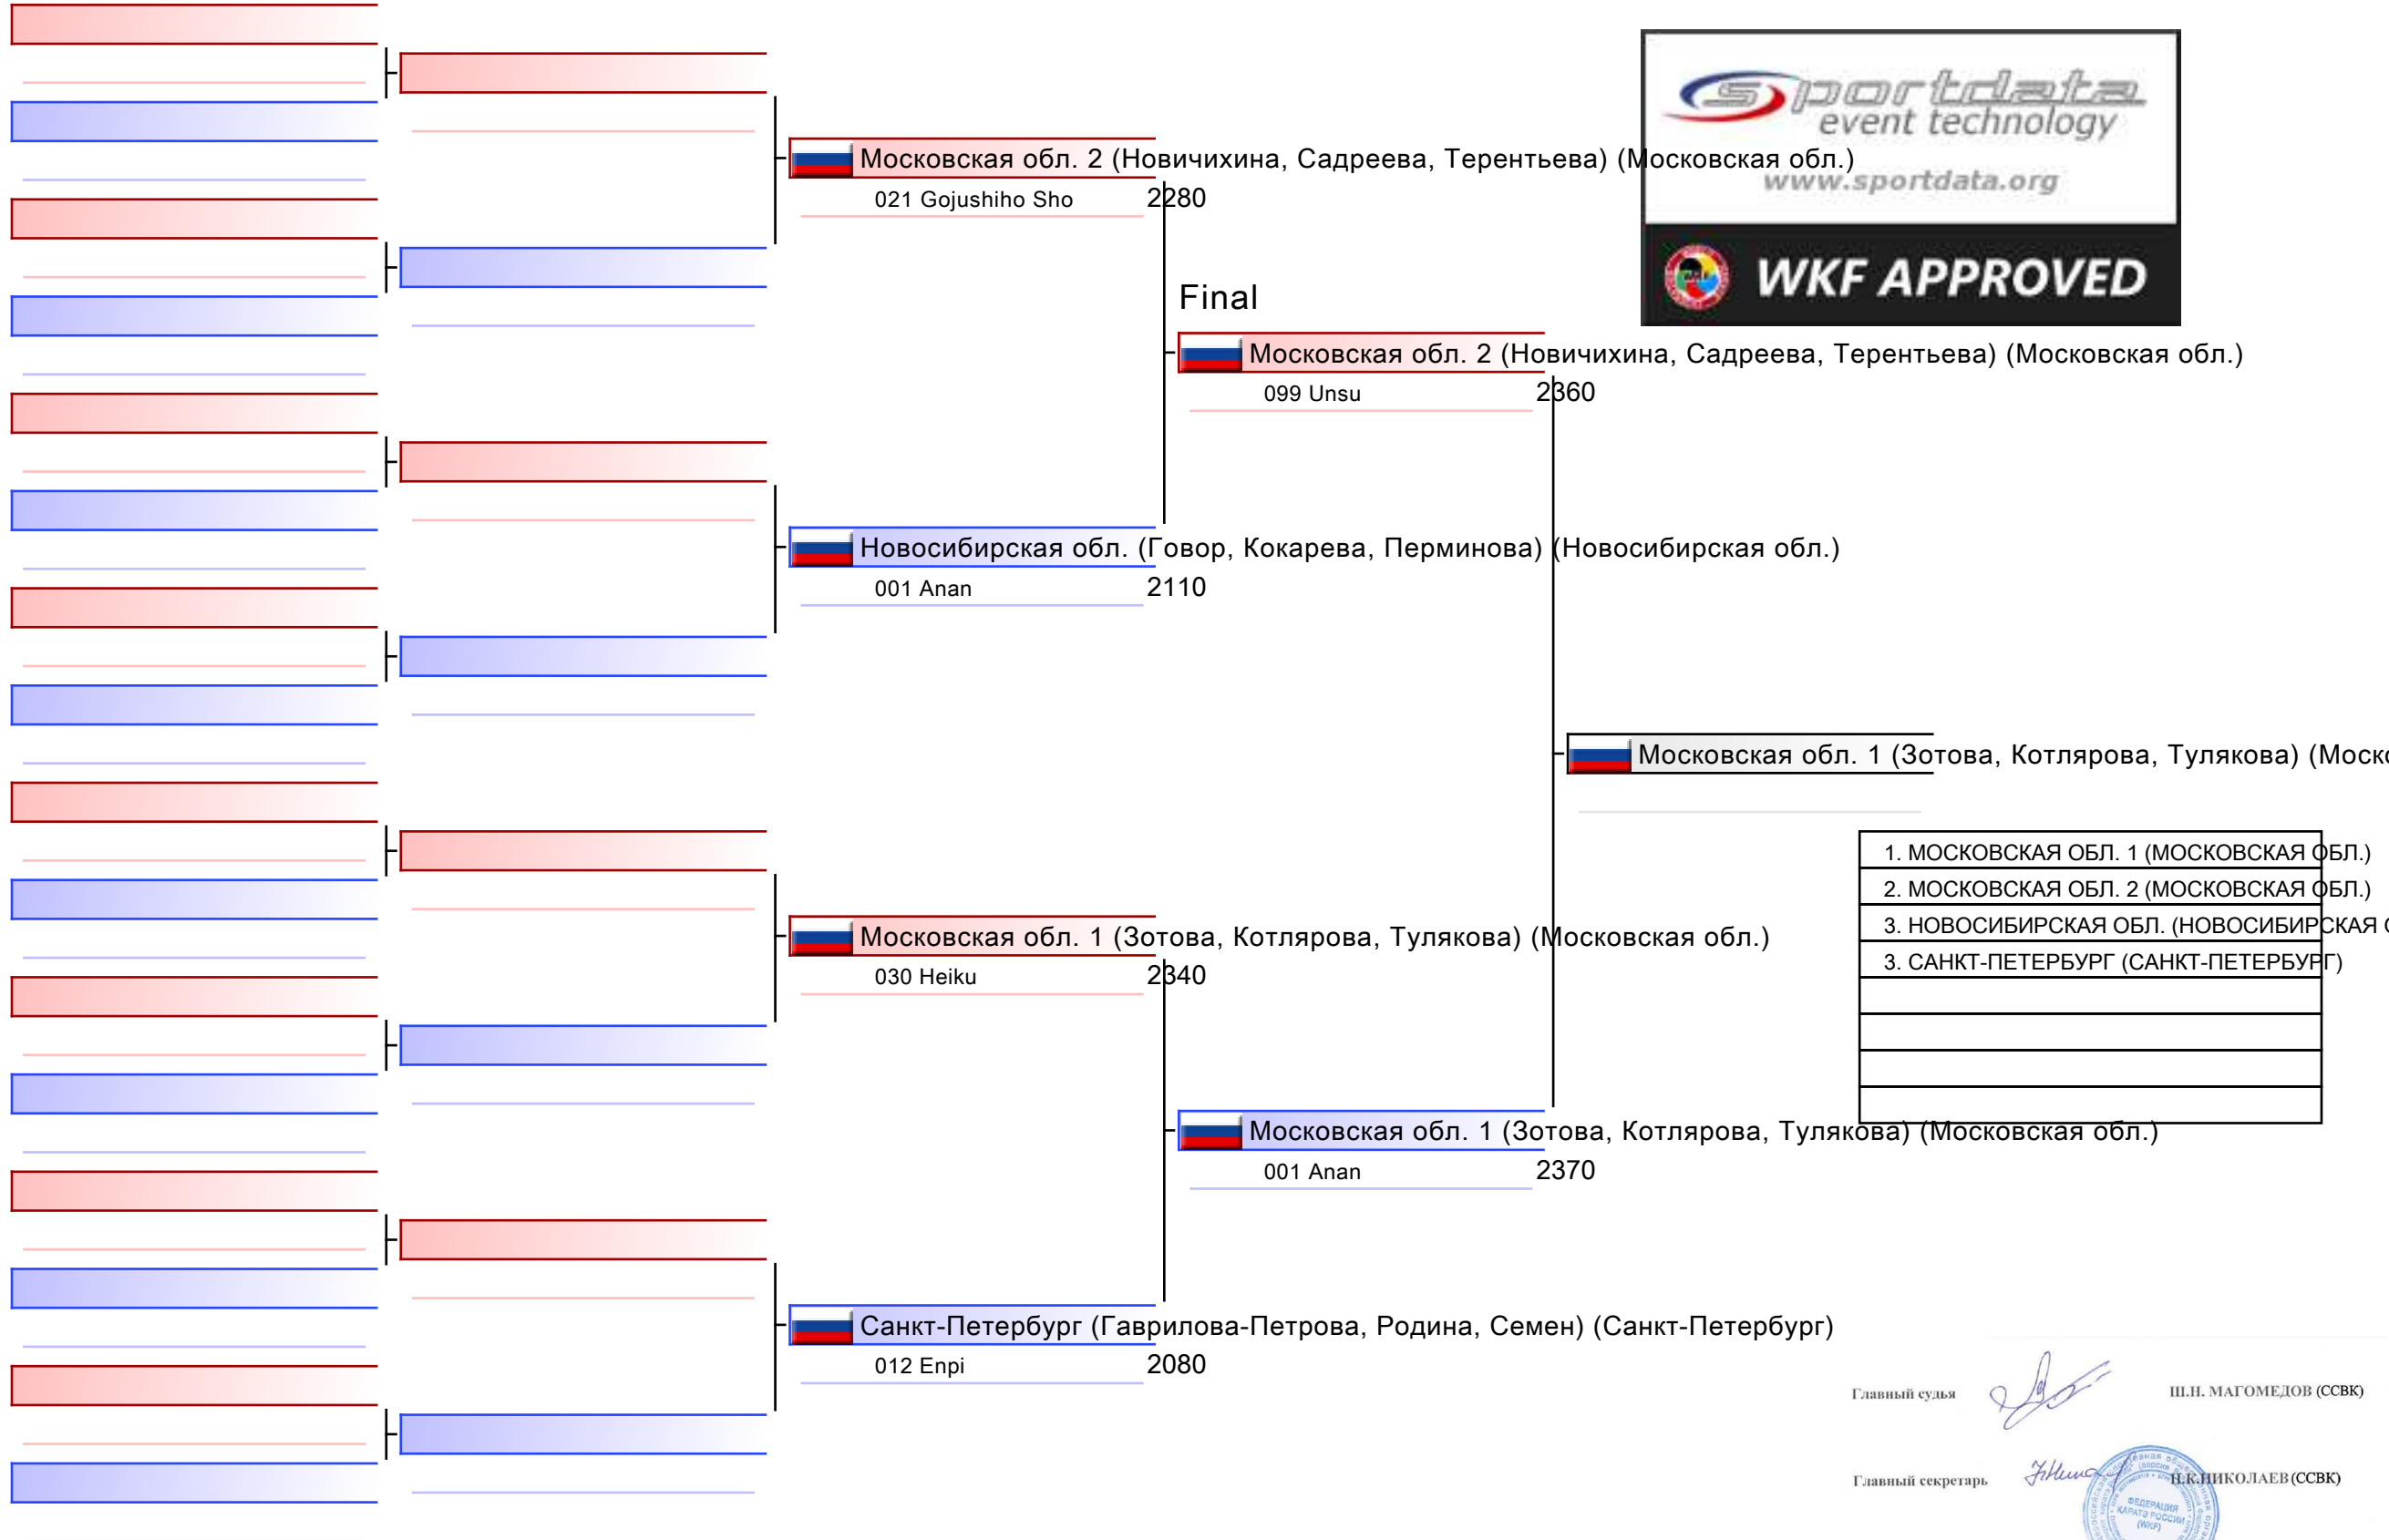 sportdata
event technology
www.sportdata.org
WKF APPROVED
Московская обл. 2 (Новичихина, Садреева, Терентьева) (Московская обл.)
021 Gojushiho Sho 2280
Final
Московская обл. 2 (Новичихина, Садреева, Терентьева) (Московская обл.)
099 Unsu 2360
Новосибирская обл. (Говор, Кокарева, Перминова) (Новосибирская обл.)
001 Anan 2110
Московская обл. 1 (Зотова, Котлярова, Тулякова) (Моск
1. МОСКОВСКАЯ ОБЛ. 1 (МОСКОВСКАЯ ОБЛ.)
2. МОСКОВСКАЯ ОБЛ. 2 (МОСКОВСКАЯ ОБЛ.)
3. НОВОСИБИРСКАЯ ОБЛ. (НОВОСИБИРСКАЯ
3. САНКТ-ПЕТЕРБУРГ (САНКТ-ПЕТЕРБУРГ)
Московская обл. 1 (Зотова, Котлярова, Тулякова) (Московская обл.)
030 Heiku 2340
Московская обл. 1 (Зотова, Котлярова, Тулякова) (Московская обл.)
001 Anan 2370
Санкт-Петербург (Гаврилова-Петрова, Родина, Семен) (Санкт-Петербург)
012 Enpi 2080
Главный судья Ш.Н. МАГОМЕДОВ (ССВК)
Главный секретарь Н.К.НИКОЛАЕВ (ССВК)
ФЕДЕРАЦИЯ
КАРАТЭ РОССИИ
(WKF)